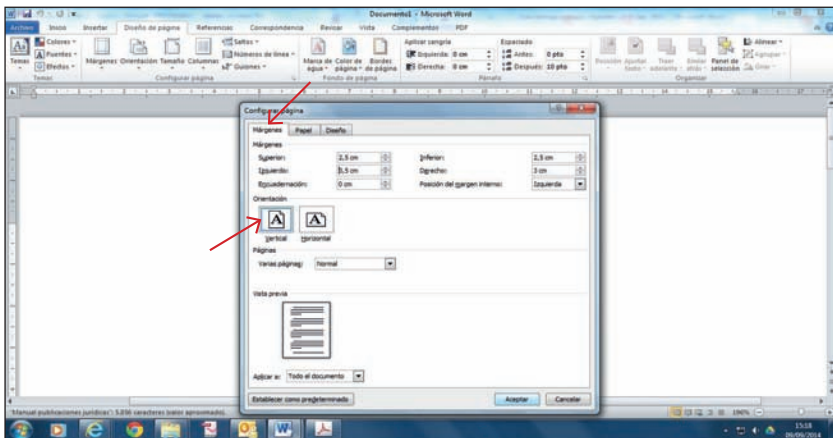 Documento1 - Microsoft Word
Archivo Inicio Insertar Diseño de página Referencias Correspondencia Revisar Vista Complementos PDF
Colores Saltos Aplicar sangría Espaciado Alinear
Fuentes Números de línea Izquierda: 0 cm Antes: 0 pto Agrupar
Temas Efectos Márgenes Orientación Tamaño Columnas Guiones Marca de agua Color de página Bordes de página Derecha: 0 cm Después: 10 pto Posición Ajustar texto Traer adelante Enviar atrás Panel de selección Girar
Temas Configurar página Fondo de página Párrafo Organizar
Configurar página
Márgenes Papel Diseño
Márgenes
Superior: 2,5 cm Inferior: 2,5 cm
Izquierdo: 3,5 cm Derecho: 3 cm
Encuadernación: 0 cm Posición del margen interno: Izquierda
Orientación
Vertical Horizontal
Páginas
Varias páginas: Normal
Vista previa
Aplicar a: Todo el documento
Establecer como predeterminado Aceptar Cancelar
"Manual publicaciones jurídicas": 5.856 caracteres (valor aproximado). 196%
15:18
09/09/2014